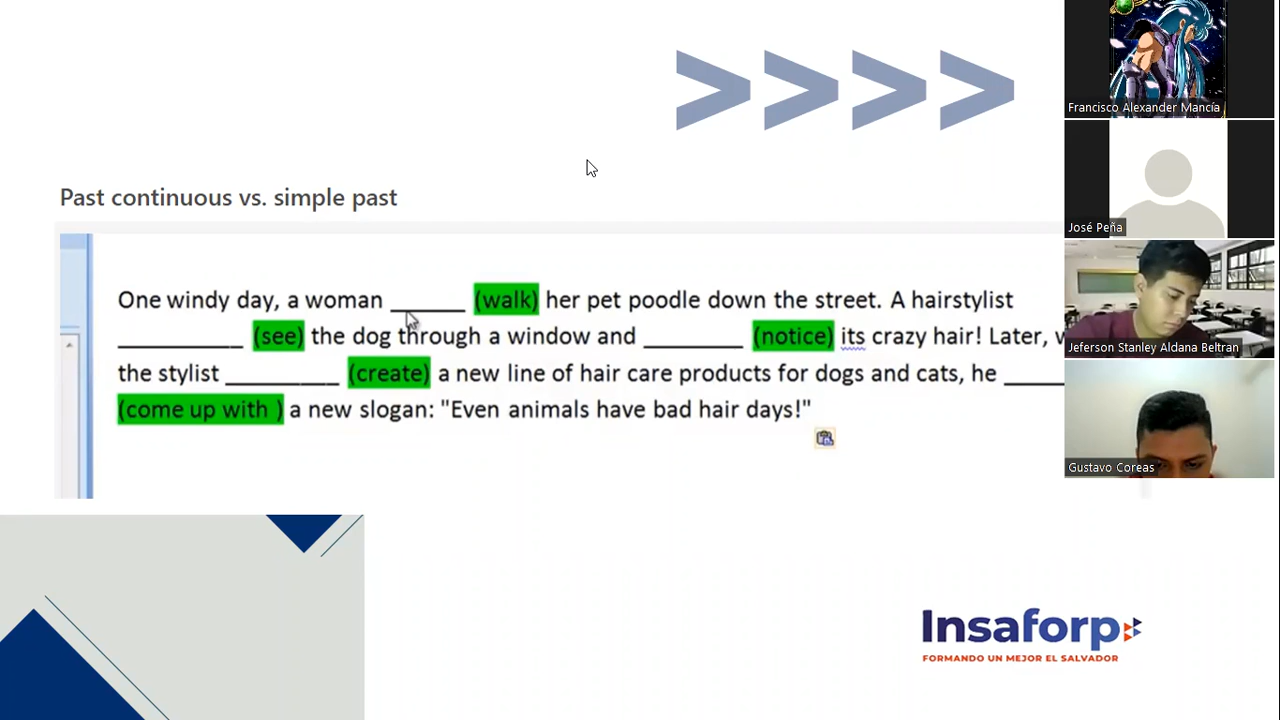 >>>>
Past continuous vs. simple past
One windy day, a woman ______ (walk) her pet poodle down the street. A hairstylist
__________ (see) the dog through a window and ________ (notice) its crazy hair! Later,
the stylist _________ (create) a new line of hair care products for dogs and cats, he _____
(come up with ) a new slogan: "Even animals have bad hair days!"
Francisco Alexander Mancía
José Peña
Jeferson Stanley Aldana Beltran
Gustavo Coreas
Insaforp
FORMANDO UN MEJOR EL SALVADOR